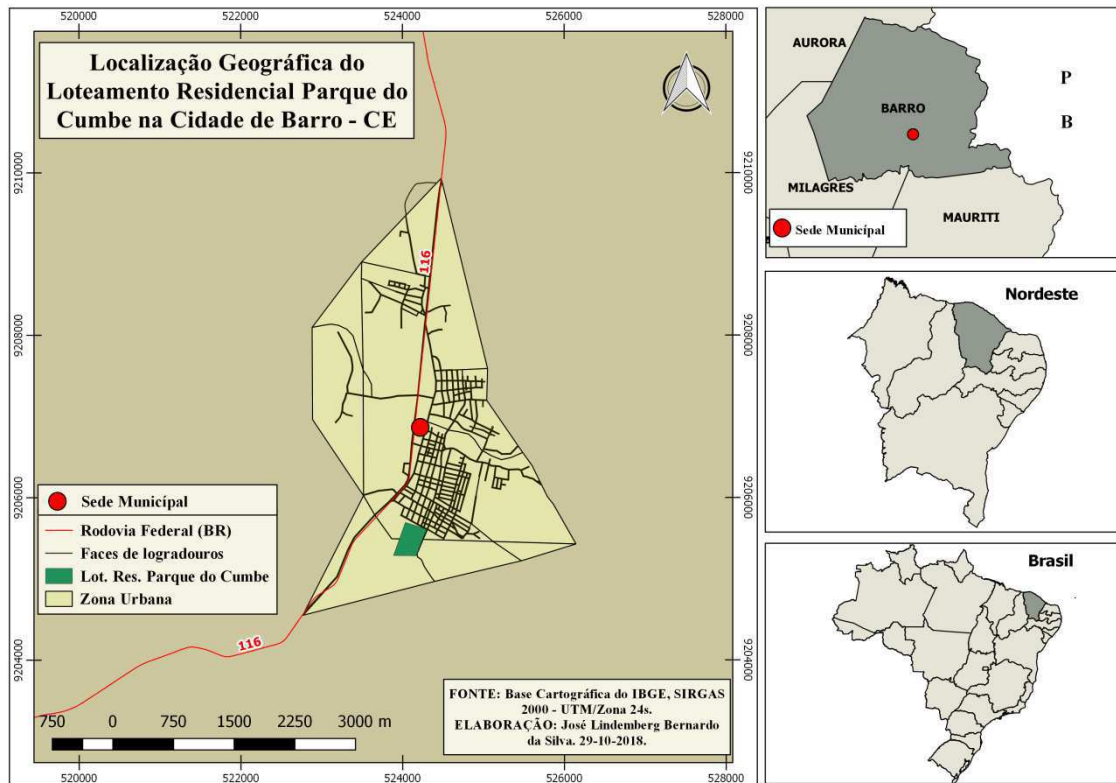 520000
522000
524000
526000
528000
Localização Geográfica do
Loteamento Residencial Parque do
Cumbe na Cidade de Barro - CE
9210000
9208000
9206000
9204000
9210000
9208000
9206000
9204000
116
116
Sede Municípal
Rodovia Federal (BR)
Faces de logradouros
Lot. Res. Parque do Cumbe
Zona Urbana
750
0
750
1500
2250
3000 m
FONTE: Base Cartográfica do IBGE, SIRGAS
2000 - UTM/Zona 24s.
ELABORAÇÃO: José Lindemberg Bernardo
da Silva. 29-10-2018.
520000
522000
524000
526000
528000
AURORA
P
BARRO
B
MILAGRES
MAURITI
Sede Municípal
Nordeste
Brasil